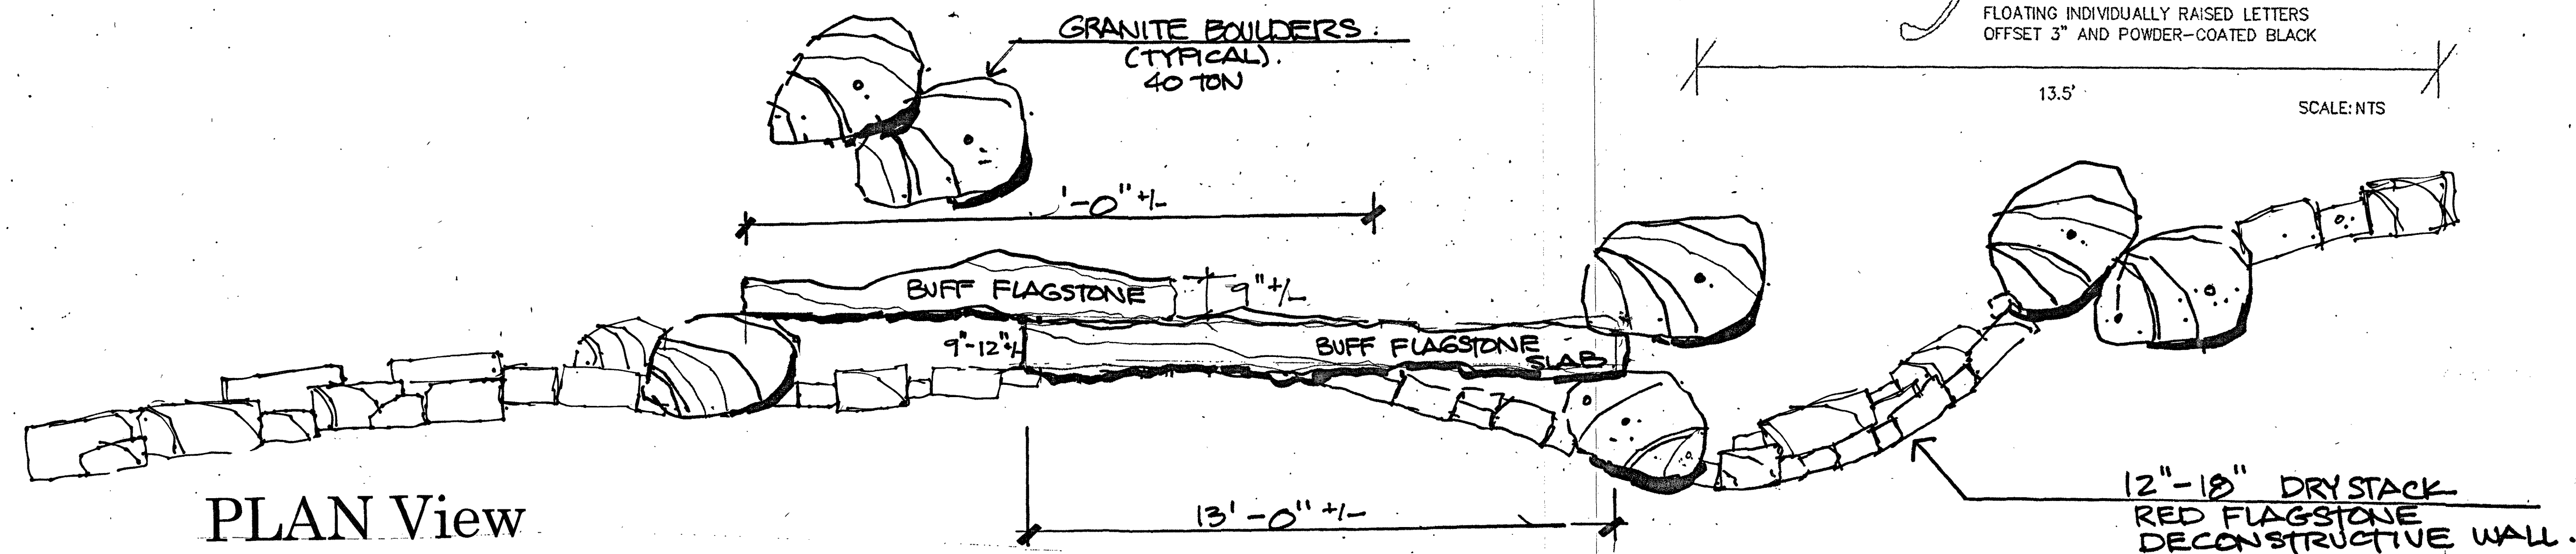 GRANITE BOULDERS.
(TYPICAL).
40 TON
FLOATING INDIVIDUALLY RAISED LETTERS
OFFSET 3" AND POWDER-COATED BLACK
13.5'
SCALE: NTS
'-0" +/-
BUFF FLAGSTONE
9" +/-
9"-12" +/-
BUFF FLAGSTONE
SLAB
13'-0" +/-
PLAN View
12"-18" DRY STACK
RED FLAGSTONE
DECONSTRUCTIVE WALL.